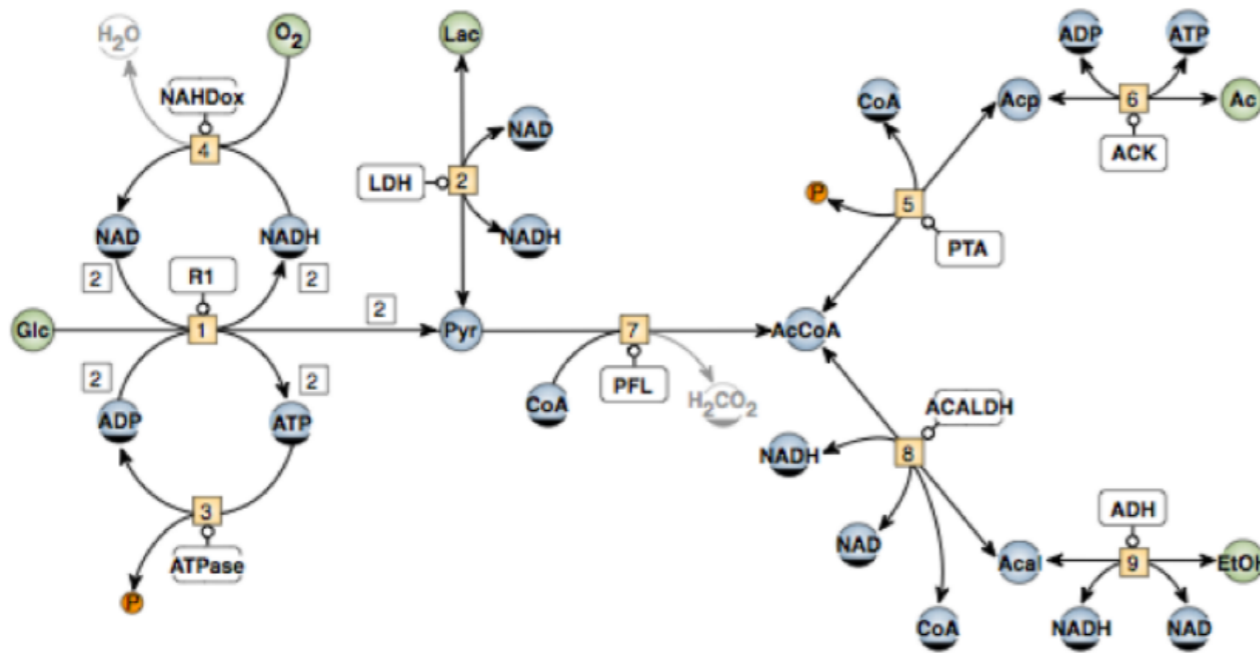 H₂O
O₂
Lac
ADP
ATP
NAHDox
CoA
Acp
6
Ac
4
NAD
ACK
LDH
2
P
5
NAD
NADH
NADH
PTA
2
R1
2
2
Glc
1
Pyr
7
AcCoA
2
2
PFL
CoA
H₂CO₂
ACALDH
ADP
ATP
NADH
8
3
ADH
ATPase
NAD
Acal
9
EtOH
P
CoA
NADH
NAD